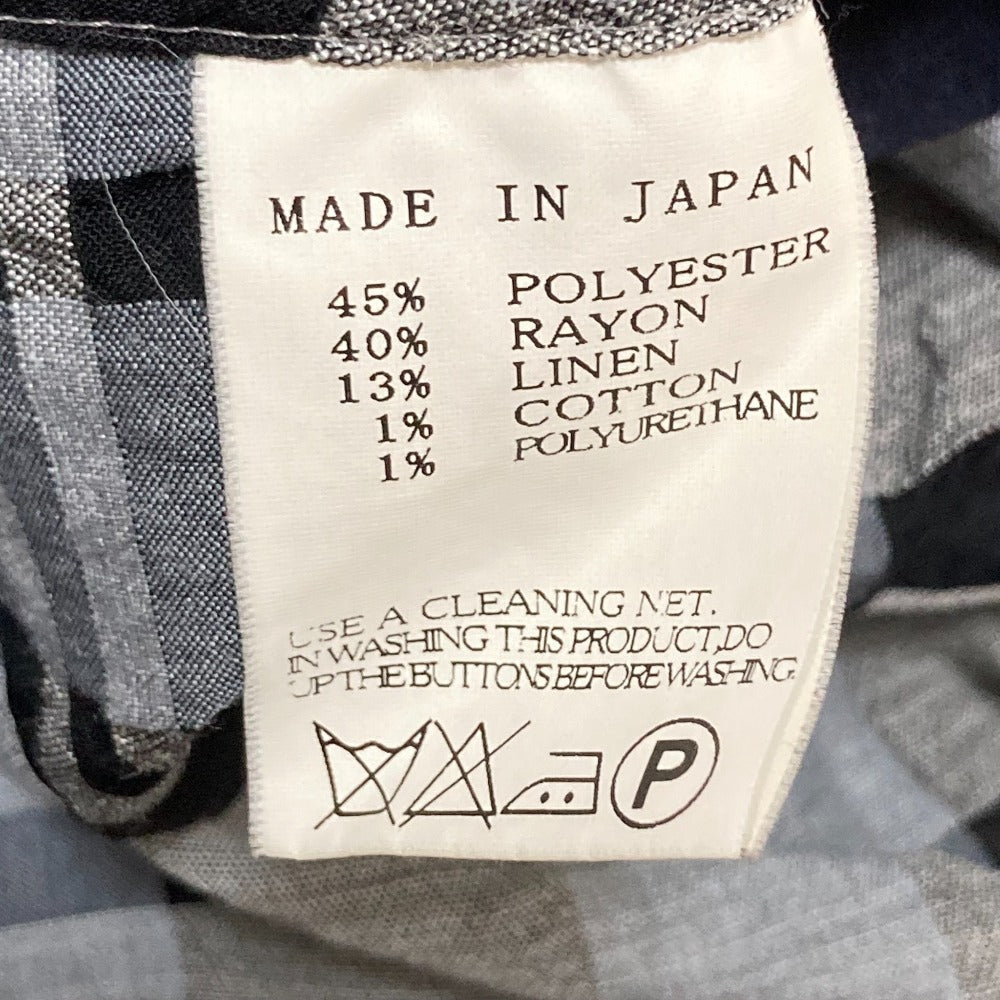 MADE IN JAPAN
45% POLYESTER
40% RAYON
13% LINEN
1% COTTON
1% POLYURETHANE
USE A CLEANING NET.
IN WASHING THIS PRODUCT,DO
UP THE BUTTONS BEFORE WASHING.
P